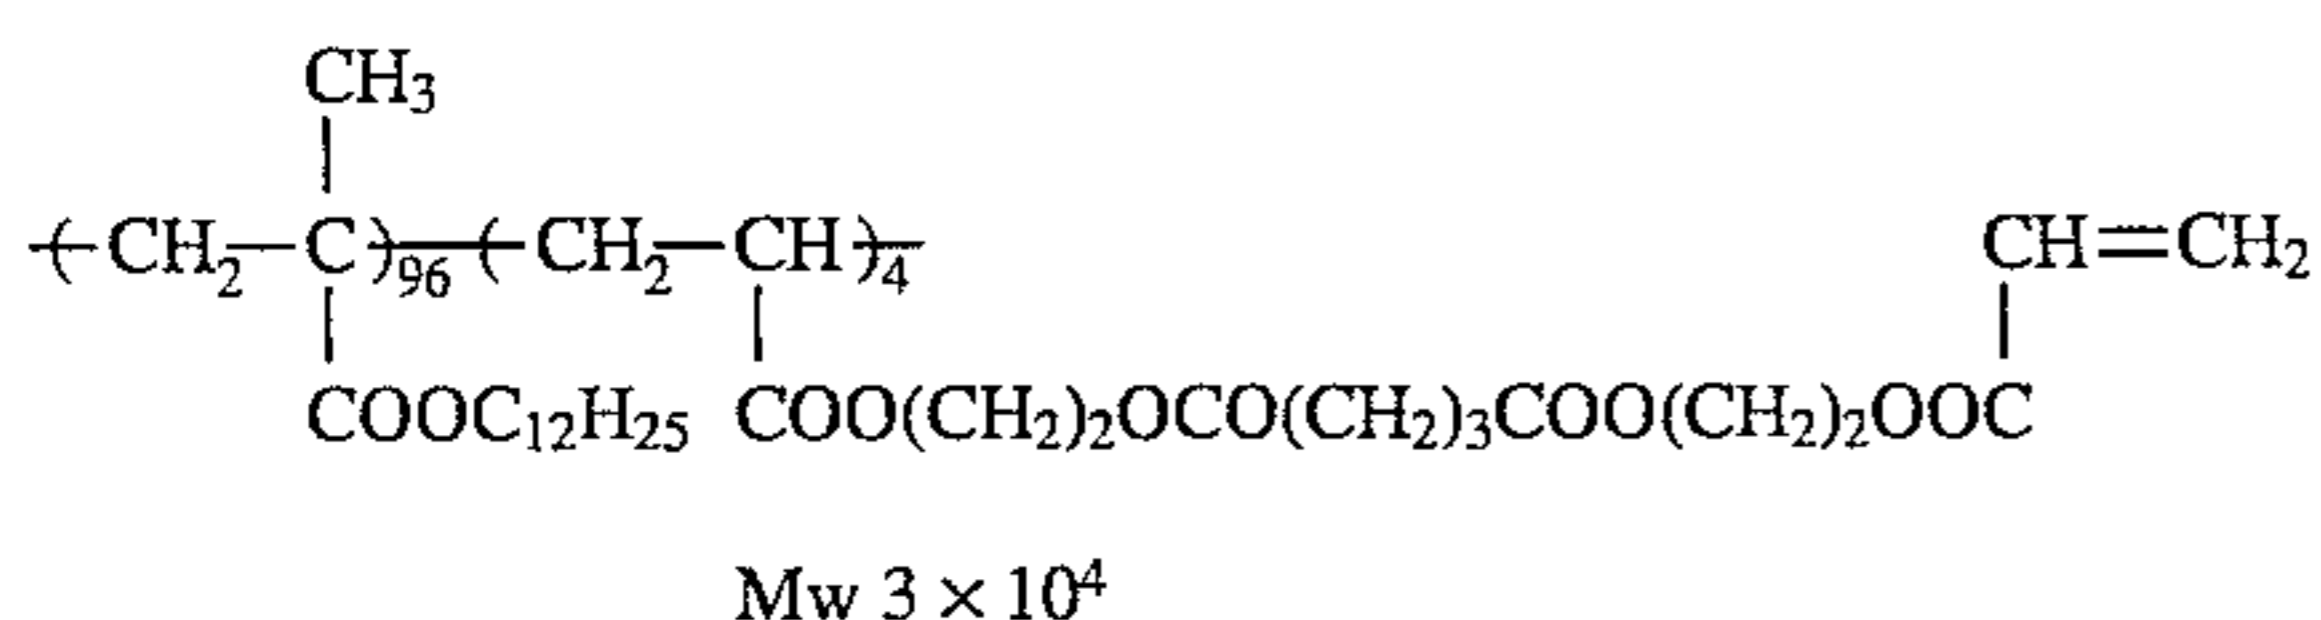 CH3
( CH2—C )96 ( CH2—CH )4 CH=CH2
COOC12H25 COO(CH2)2OCO(CH2)3COO(CH2)2OOC
Mw 3 × 10^4